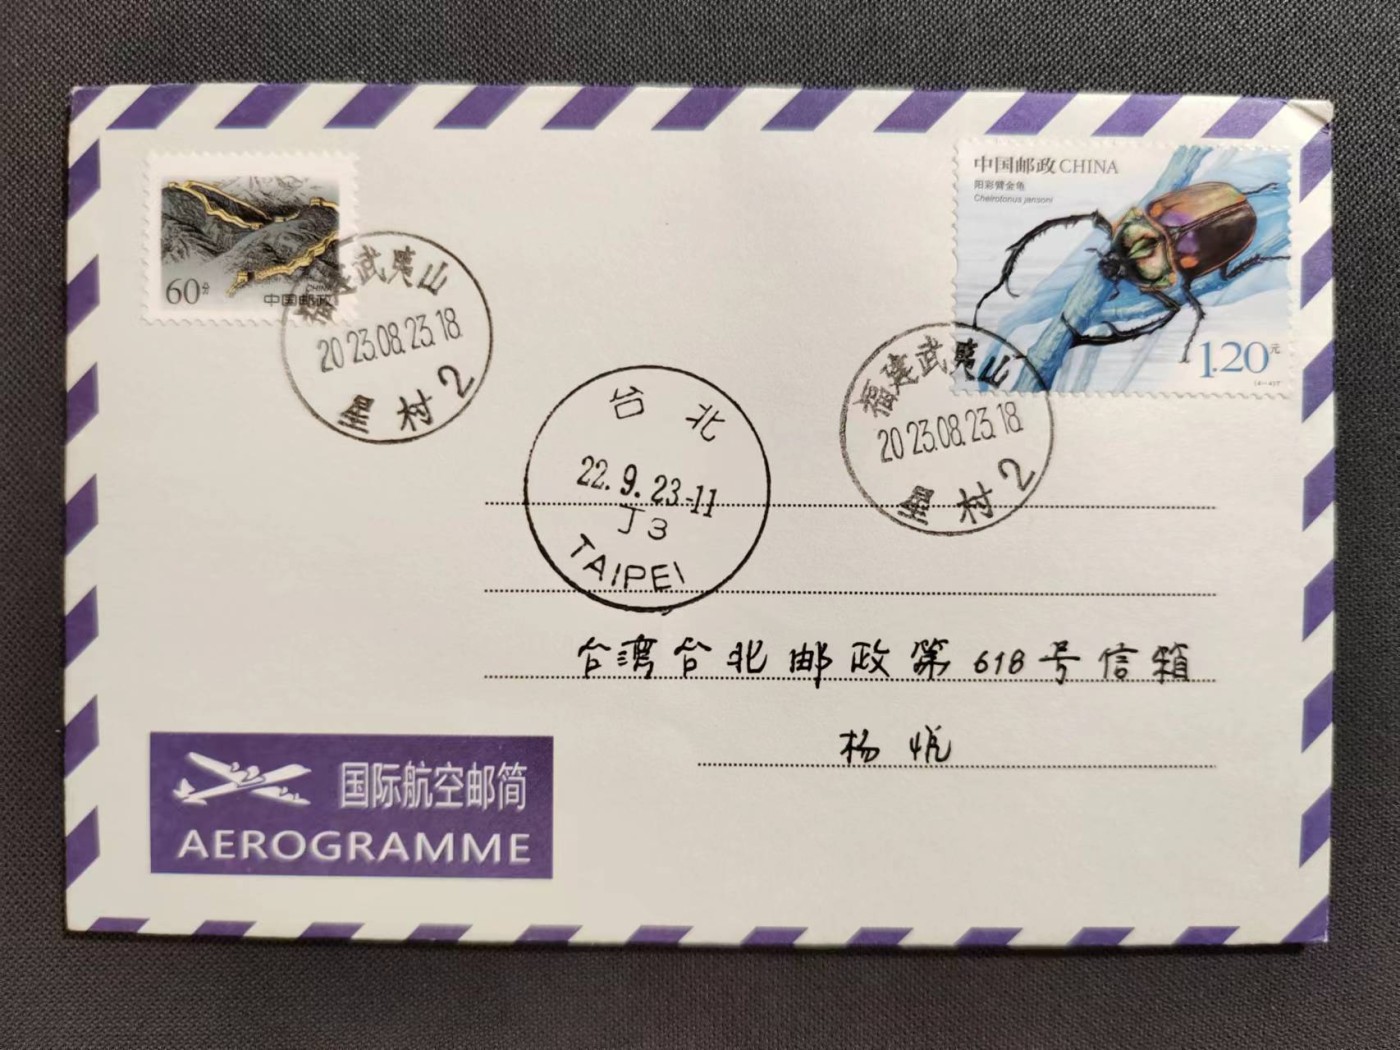 中国邮政 CHINA
阳彩臂金龟
Cheirotonus jansoni
1.20元
(4-4)T
60分
CHINA
中国邮政
福建武夷山
2023.08.23.18
星村2
福建武夷山
2023.08.23.18
星村2
台北
22.9.23-11
J3
TAIPEI
台湾台北邮政第618号信箱
杨悦
国际航空邮简
AEROGRAMME